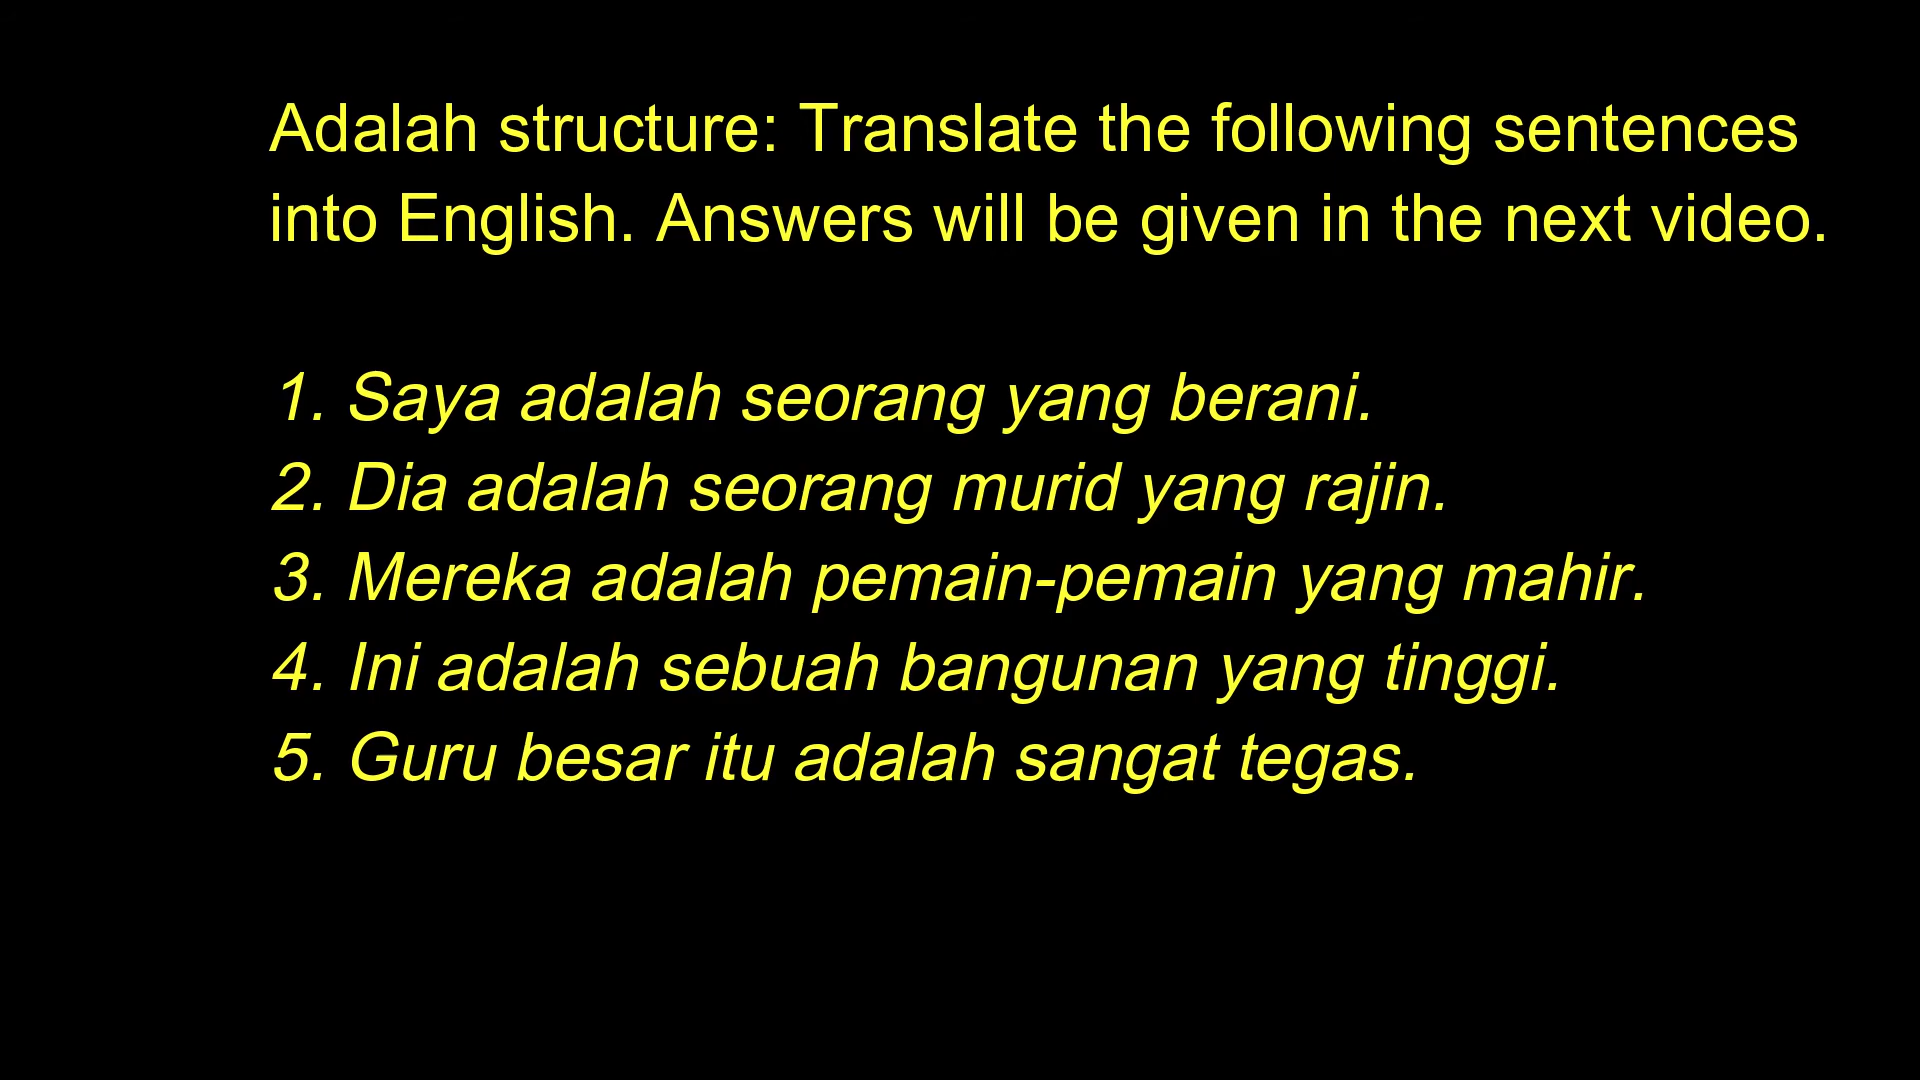 Adalah structure: Translate the following sentences
into English. Answers will be given in the next video.
1. Saya adalah seorang yang berani.
2. Dia adalah seorang murid yang rajin.
3. Mereka adalah pemain-pemain yang mahir.
4. Ini adalah sebuah bangunan yang tinggi.
5. Guru besar itu adalah sangat tegas.